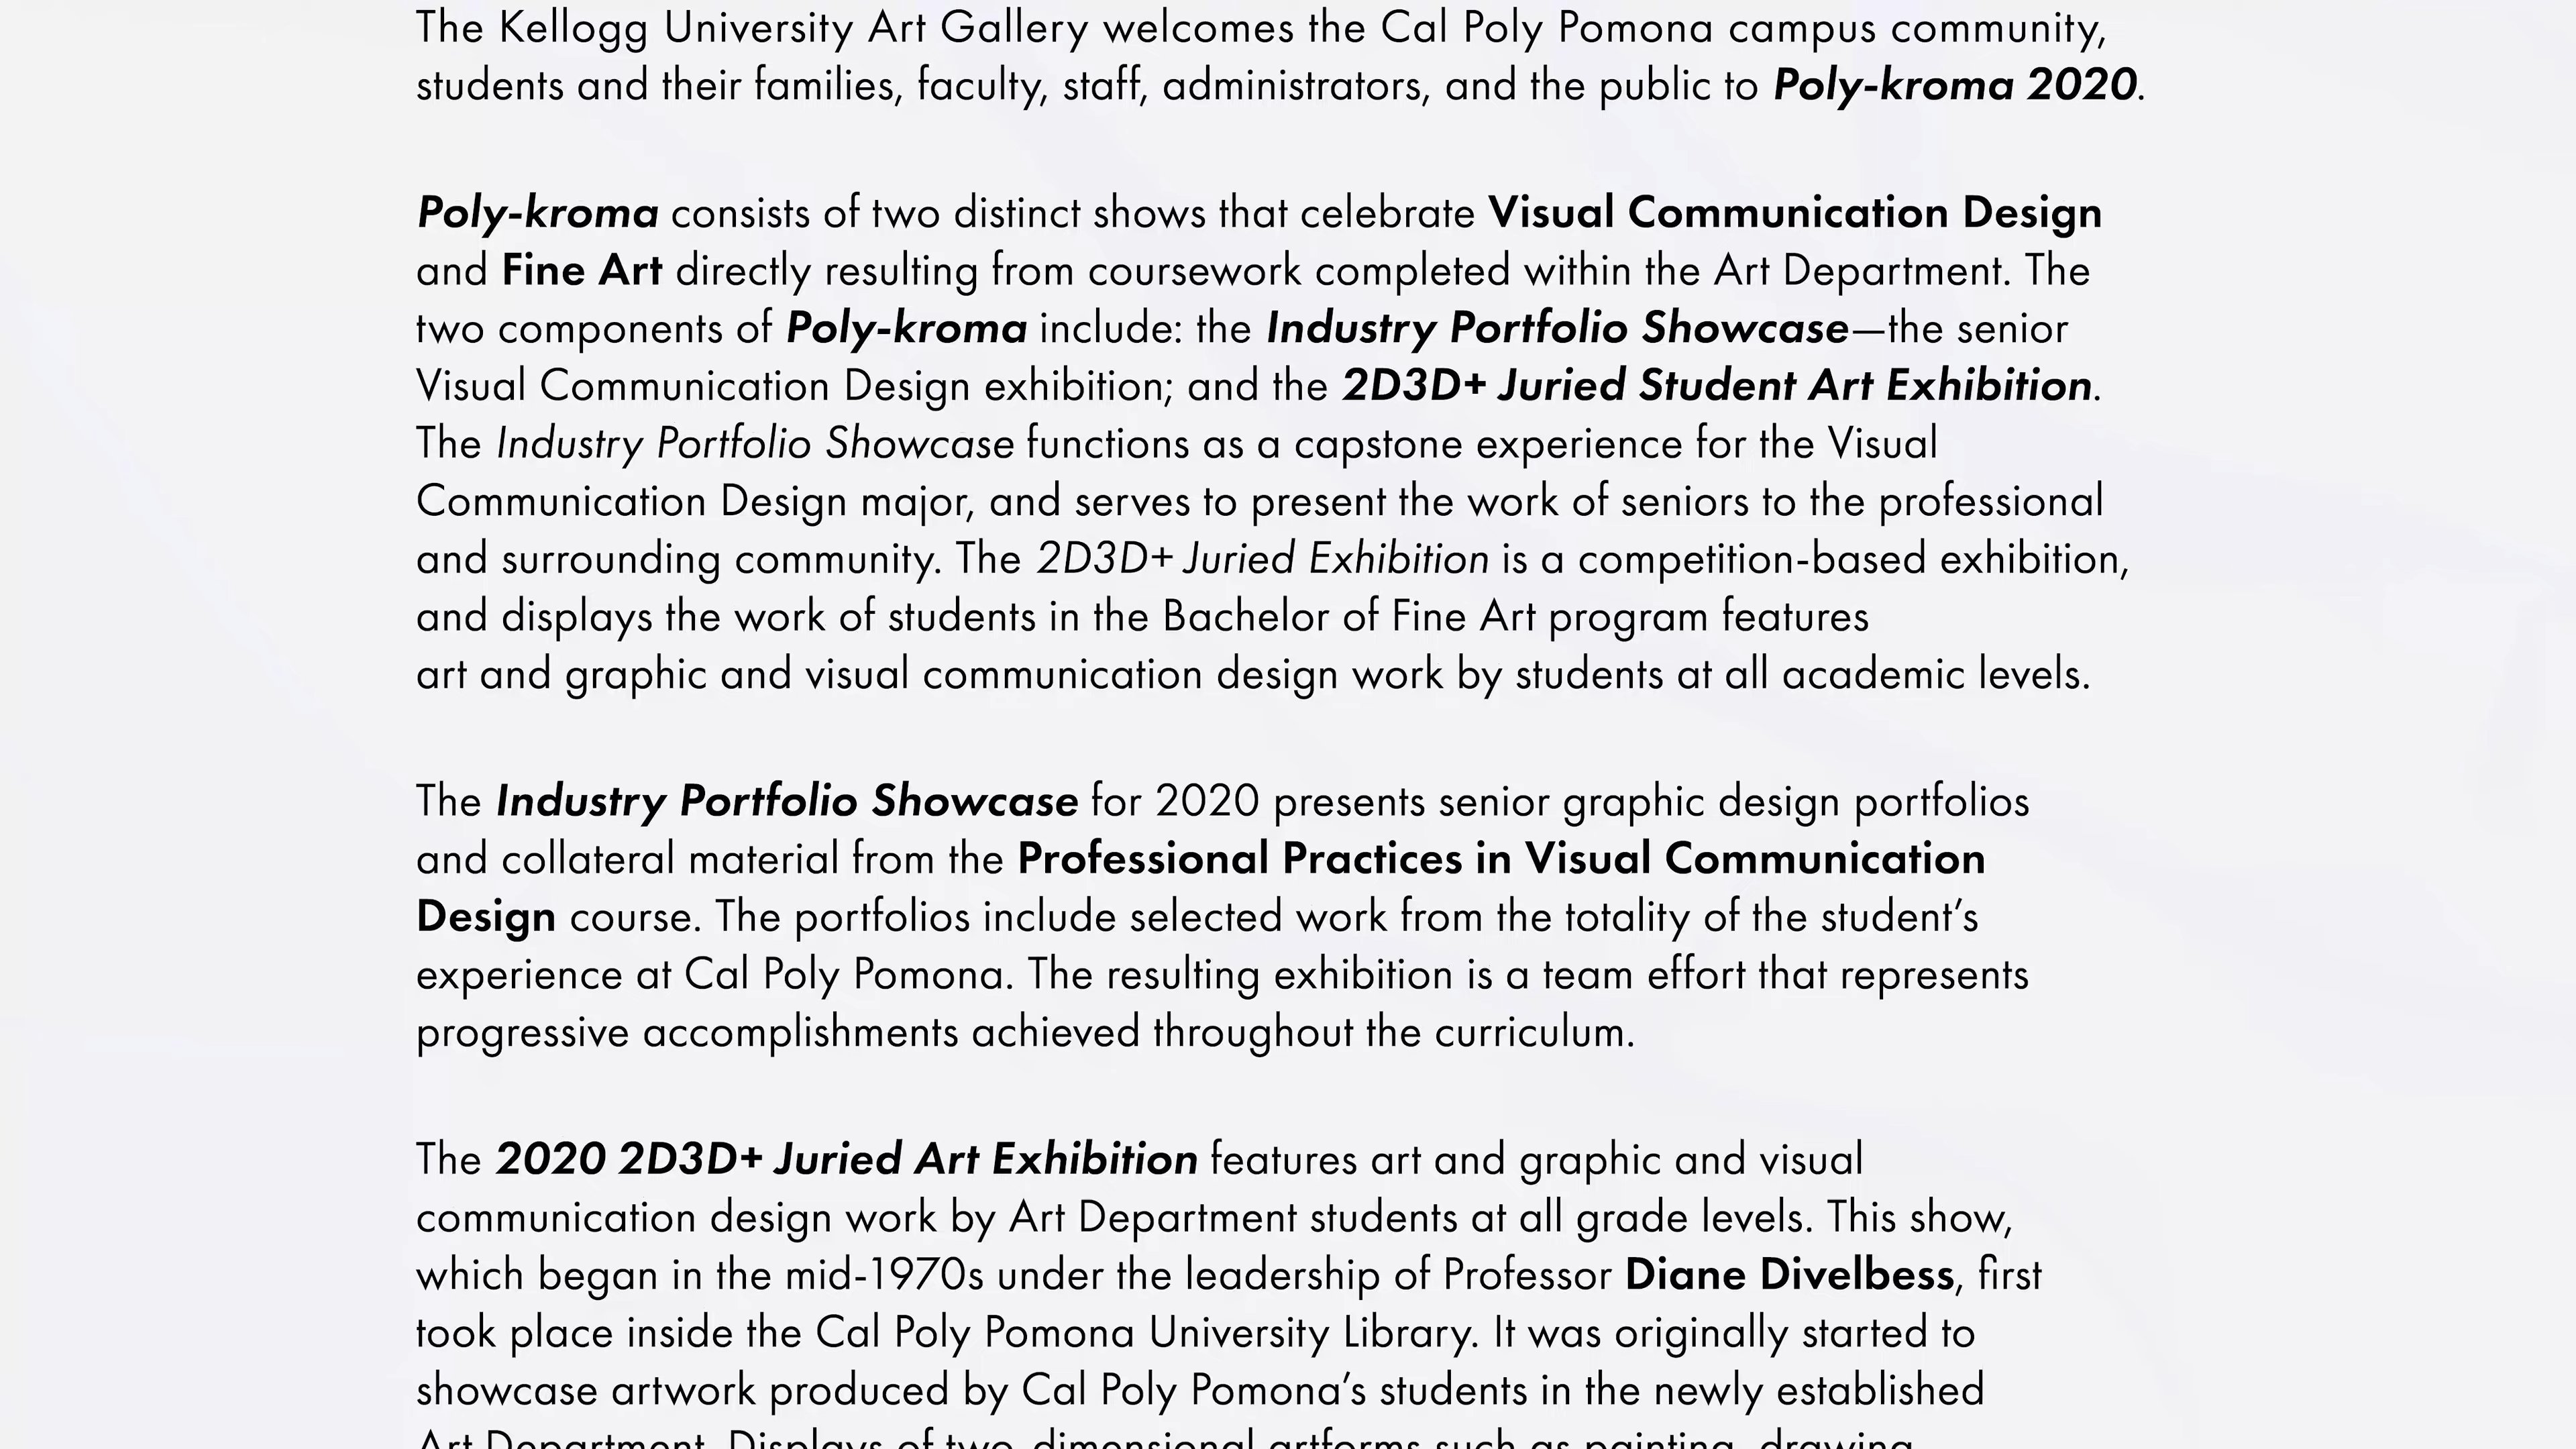 The Kellogg University Art Gallery welcomes the Cal Poly Pomona campus community,
students and their families, faculty, staff, administrators, and the public to Poly-kroma 2020.
Poly-kroma consists of two distinct shows that celebrate Visual Communication Design
and Fine Art directly resulting from coursework completed within the Art Department. The
two components of Poly-kroma include: the Industry Portfolio Showcase—the senior
Visual Communication Design exhibition; and the 2D3D+ Juried Student Art Exhibition.
The Industry Portfolio Showcase functions as a capstone experience for the Visual
Communication Design major, and serves to present the work of seniors to the professional
and surrounding community. The 2D3D+ Juried Exhibition is a competition-based exhibition,
and displays the work of students in the Bachelor of Fine Art program features
art and graphic and visual communication design work by students at all academic levels.
The Industry Portfolio Showcase for 2020 presents senior graphic design portfolios
and collateral material from the Professional Practices in Visual Communication
Design course. The portfolios include selected work from the totality of the student’s
experience at Cal Poly Pomona. The resulting exhibition is a team effort that represents
progressive accomplishments achieved throughout the curriculum.
The 2020 2D3D+ Juried Art Exhibition features art and graphic and visual
communication design work by Art Department students at all grade levels. This show,
which began in the mid-1970s under the leadership of Professor Diane Divelbess, first
took place inside the Cal Poly Pomona University Library. It was originally started to
showcase artwork produced by Cal Poly Pomona’s students in the newly established
Art Department. Displays of two-dimensional artforms such as painting, drawing,